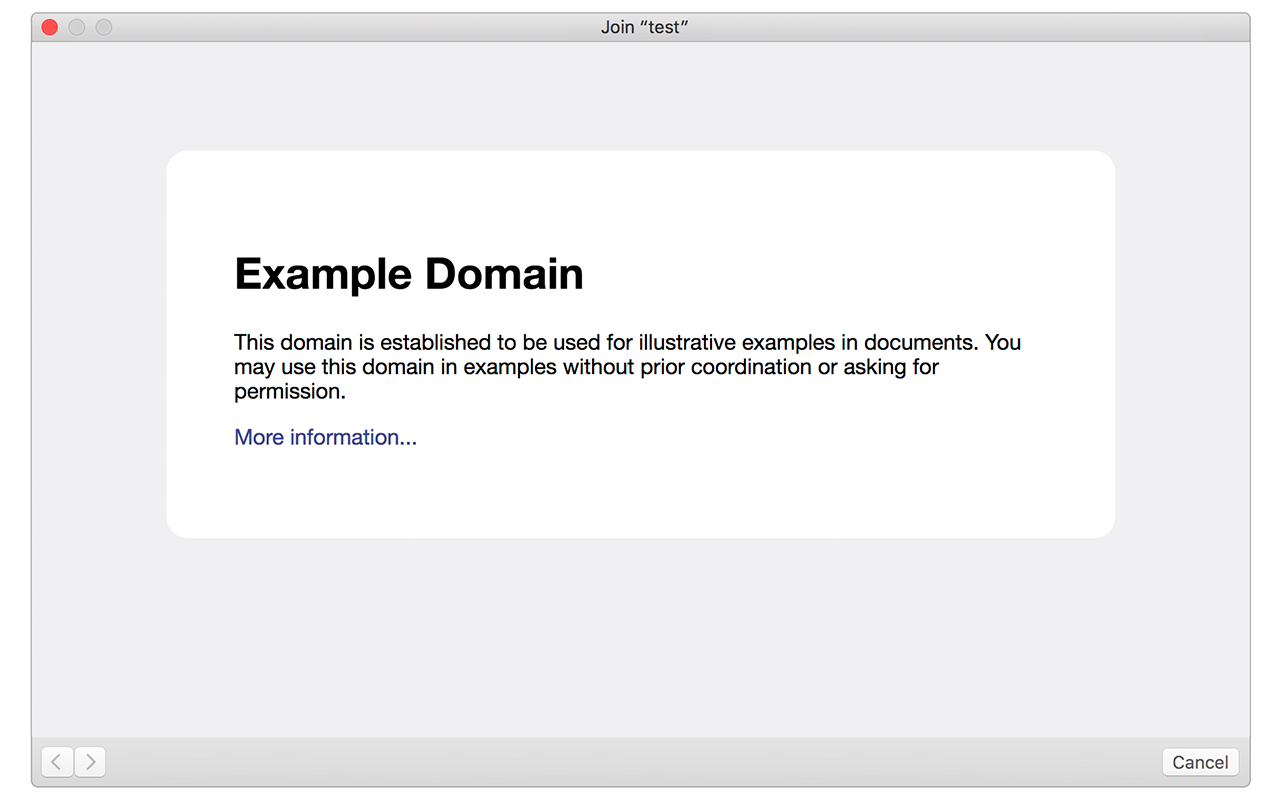 Join “test”
Example Domain
This domain is established to be used for illustrative examples in documents. You
may use this domain in examples without prior coordination or asking for
permission.
More information...
Cancel